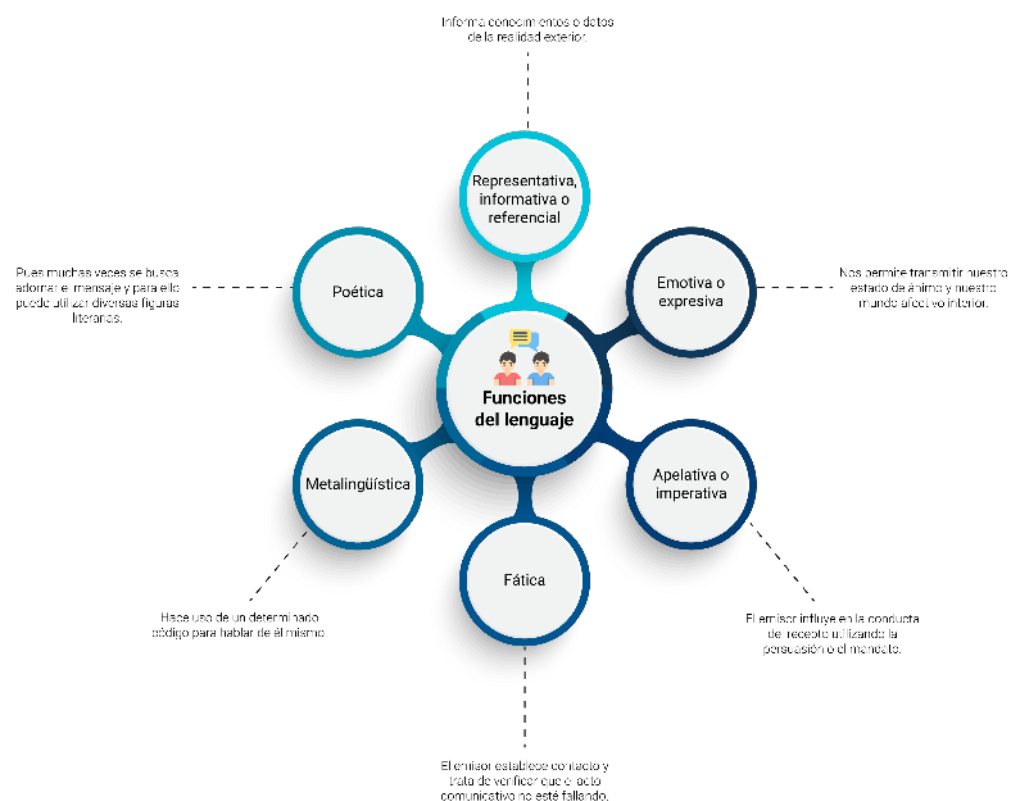 Informa conocimientos o datos
de la realidad exterior.
Representativa,
informativa o
referencial
Emotiva o
expresiva
Nos permite transmitir nuestro
estado de ánimo y nuestro
mundo afectivo interior.
Apelativa o
imperativa
El emisor influye en la conducta
del recepto utilizando la
persuasión o el mandato.
Fática
El emisor establece contacto y
trata de verificar que el acto
comunicativo no esté fallando.
Metalingüística
Hace uso de un determinado
código para hablar de él mismo
Poética
Pues muchas veces se busca
adornar el mensaje y para ello
puede utilizar diversas figuras
literarias.
Funciones
del lenguaje